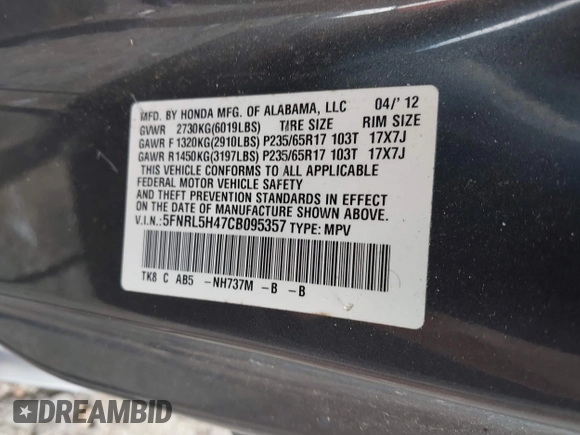 MFD. BY HONDA MFG. OF ALABAMA, LLC 04/'12
GVWR 2730KG(6019LBS) TIRE SIZE RIM SIZE
GAWR F 1320KG(2910LBS) P235/65R17 103T 17X7J
GAWR R1450KG(3197LBS) P235/65R17 103T 17X7J
THIS VEHICLE CONFORMS TO ALL APPLICABLE
FEDERAL MOTOR VEHICLE SAFETY
AND THEFT PREVENTION STANDARDS IN EFFECT
ON THE DATE OF MANUFACTURE SHOWN ABOVE.
V.I.N.: 5FNRL5H47CB095357 TYPE: MPV
TK8 C AB5 -NH737M -B -B
DREAMBID